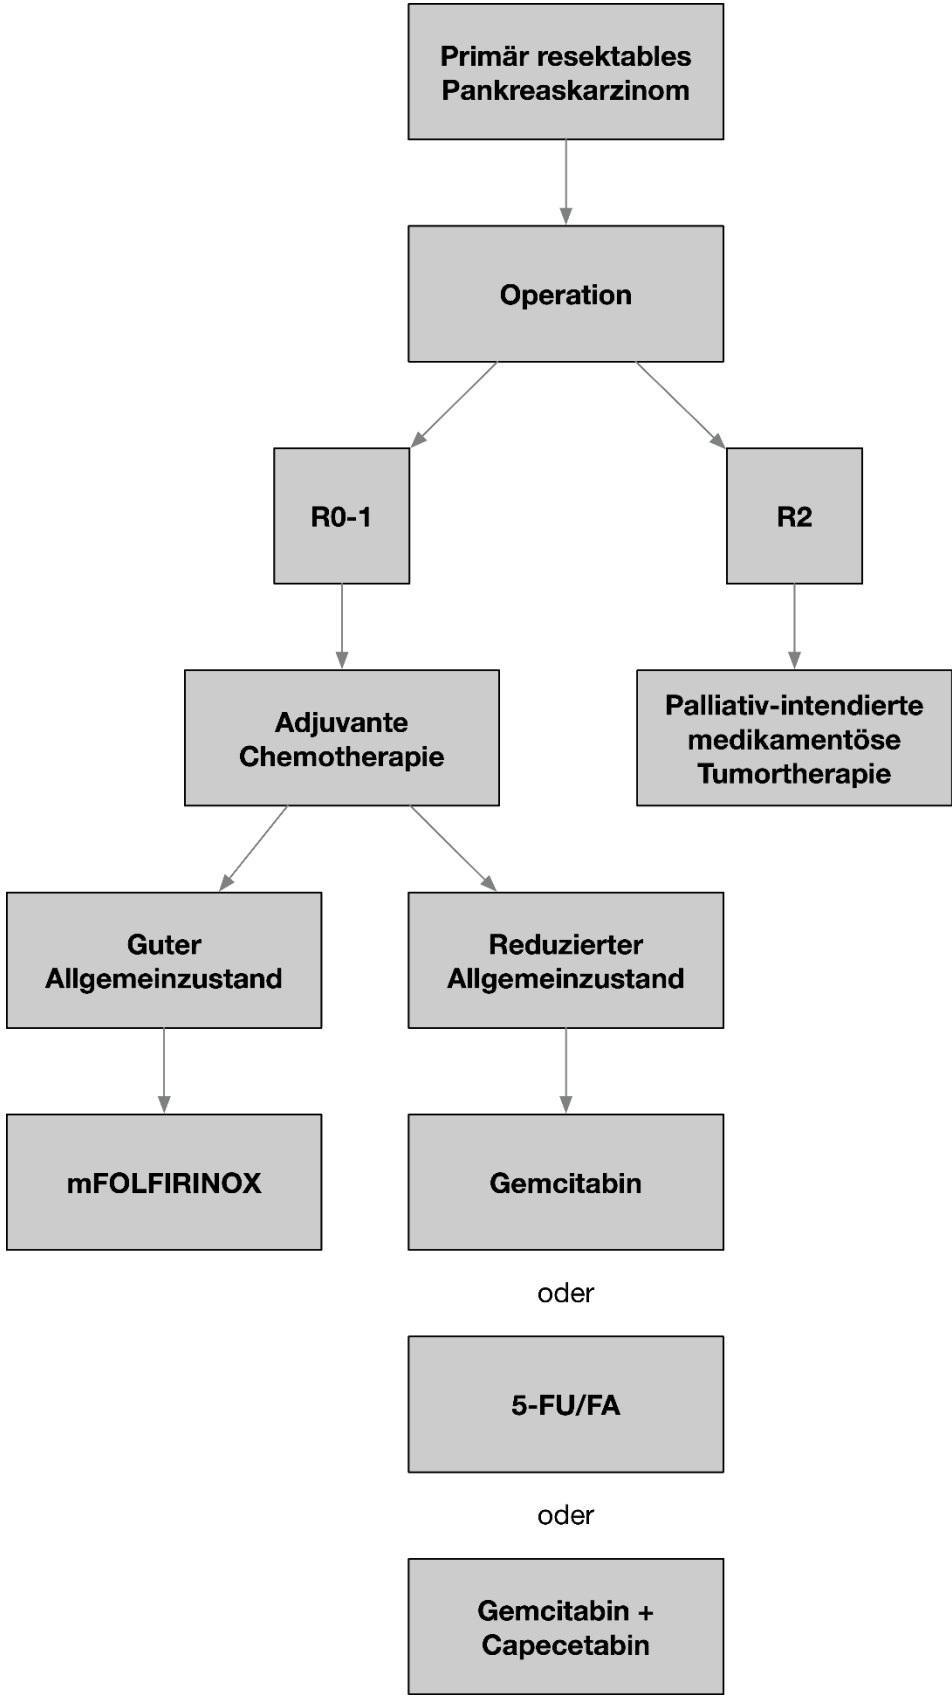 Primär resektables
Pankreaskarzinom
Operation
R0-1
R2
Adjuvante
Chemotherapie
Palliativ-intendierte
medikamentöse
Tumortherapie
Guter
Allgemeinzustand
Reduzierter
Allgemeinzustand
mFOLFIRINOX
Gemcitabin
oder
5-FU/FA
oder
Gemcitabin +
Capecetabin